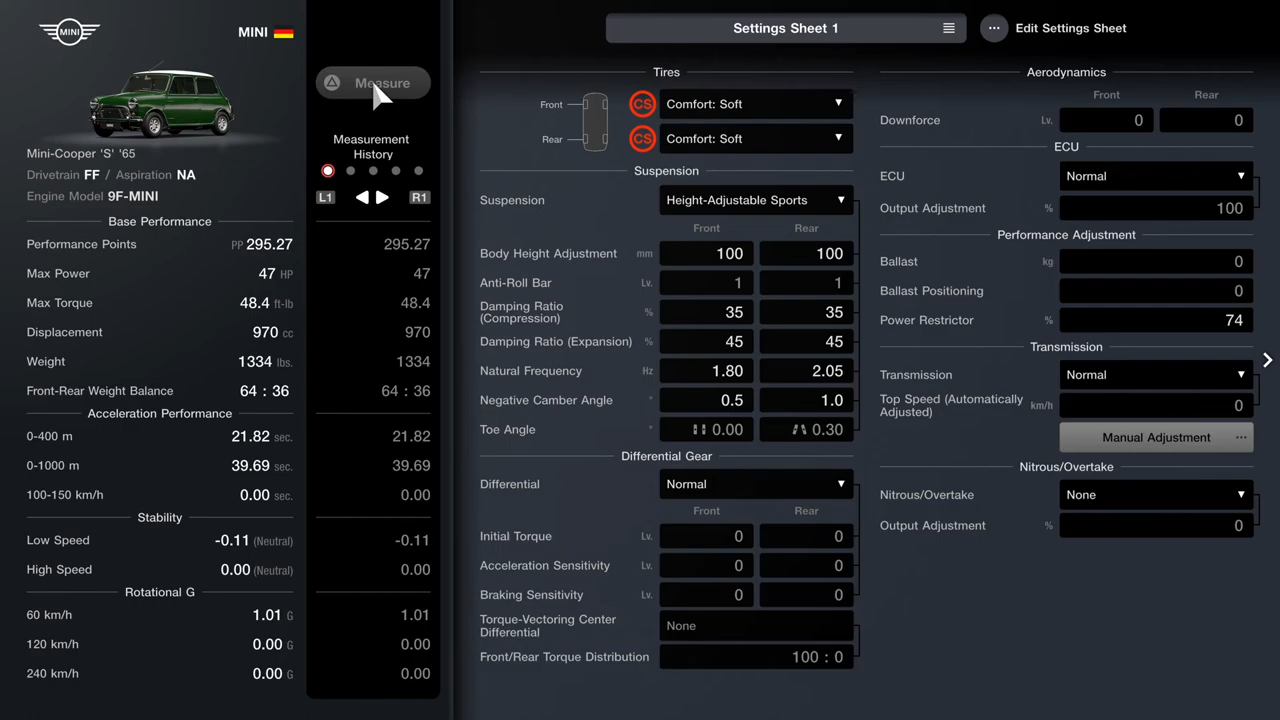 MINI
MINI
Mini-Cooper 'S' '65
Drivetrain FF / Aspiration NA
Engine Model 9F-MINI
Base Performance
Performance Points PP 295.27
Max Power 47 HP
Max Torque 48.4 ft-lb
Displacement 970 cc
Weight 1334 lbs.
Front-Rear Weight Balance 64 : 36
Acceleration Performance
0-400 m 21.82 sec.
0-1000 m 39.69 sec.
100-150 km/h 0.00 sec.
Stability
Low Speed -0.11 (Neutral)
High Speed 0.00 (Neutral)
Rotational G
60 km/h 1.01 G
120 km/h 0.00 G
240 km/h 0.00 G
Measure
Measurement
History
L1 R1
295.27
47
48.4
970
1334
64 : 36
21.82
39.69
0.00
-0.11
0.00
1.01
0.00
0.00
Settings Sheet 1
Edit Settings Sheet
Tires
Front CS Comfort: Soft
Rear CS Comfort: Soft
Suspension
Suspension Height-Adjustable Sports
Front Rear
Body Height Adjustment mm 100 100
Anti-Roll Bar Lv. 1 1
Damping Ratio
(Compression) % 35 35
Damping Ratio (Expansion) % 45 45
Natural Frequency Hz 1.80 2.05
Negative Camber Angle ° 0.5 1.0
Toe Angle ° 0.00 0.30
Differential Gear
Differential Normal
Front Rear
Initial Torque Lv. 0 0
Acceleration Sensitivity Lv. 0 0
Braking Sensitivity Lv. 0 0
Torque-Vectoring Center
Differential None
Front/Rear Torque Distribution 100 : 0
Aerodynamics
Front Rear
Downforce Lv. 0 0
ECU
ECU Normal
Output Adjustment % 100
Performance Adjustment
Ballast kg 0
Ballast Positioning 0
Power Restrictor % 74
Transmission
Transmission Normal
Top Speed (Automatically
Adjusted) km/h 0
Manual Adjustment
Nitrous/Overtake
Nitrous/Overtake None
Output Adjustment % 0